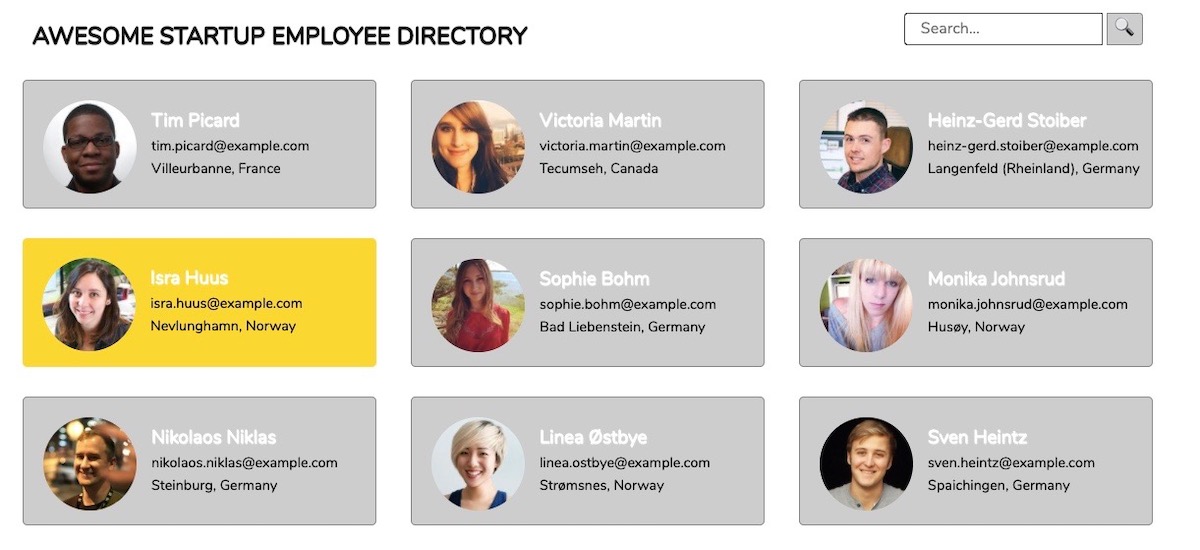 AWESOME STARTUP EMPLOYEE DIRECTORY
Search...
Tim Picard
tim.picard@example.com
Villeurbanne, France
Victoria Martin
victoria.martin@example.com
Tecumseh, Canada
Heinz-Gerd Stoiber
heinz-gerd.stoiber@example.com
Langenfeld (Rheinland), Germany
Isra Huus
isra.huus@example.com
Nevlunghamn, Norway
Sophie Bohm
sophie.bohm@example.com
Bad Liebenstein, Germany
Monika Johnsrud
monika.johnsrud@example.com
Husøy, Norway
Nikolaos Niklas
nikolaos.niklas@example.com
Steinburg, Germany
Linea Østbye
linea.ostbye@example.com
Strømsnes, Norway
Sven Heintz
sven.heintz@example.com
Spaichingen, Germany